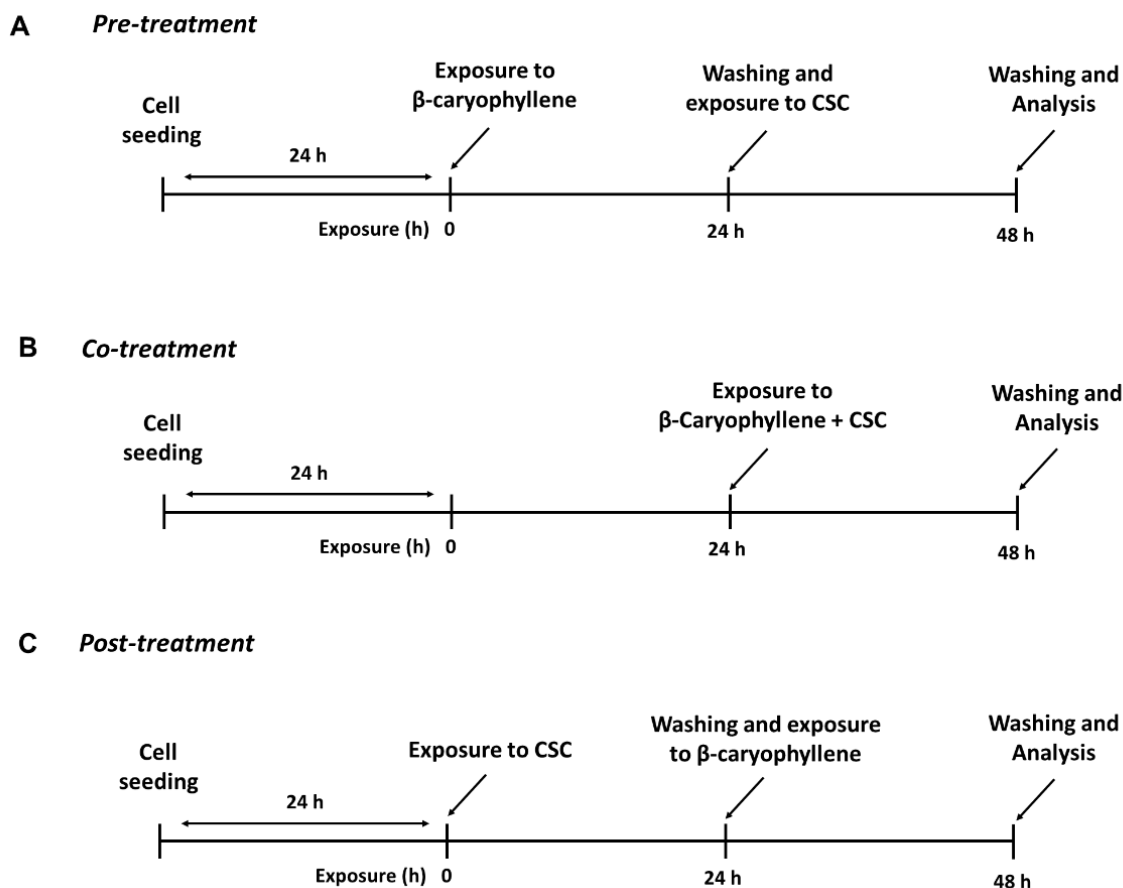 A Pre-treatment
Exposure to
β-caryophyllene
Washing and
exposure to CSC
Washing and
Analysis
Cell
seeding
24 h
Exposure (h) 0
24 h
48 h
B Co-treatment
Exposure to
β-Caryophyllene + CSC
Washing and
Analysis
Cell
seeding
24 h
Exposure (h) 0
24 h
48 h
C Post-treatment
Cell
seeding
Exposure to CSC
Washing and exposure
to β-caryophyllene
Washing and
Analysis
24 h
Exposure (h) 0
24 h
48 h